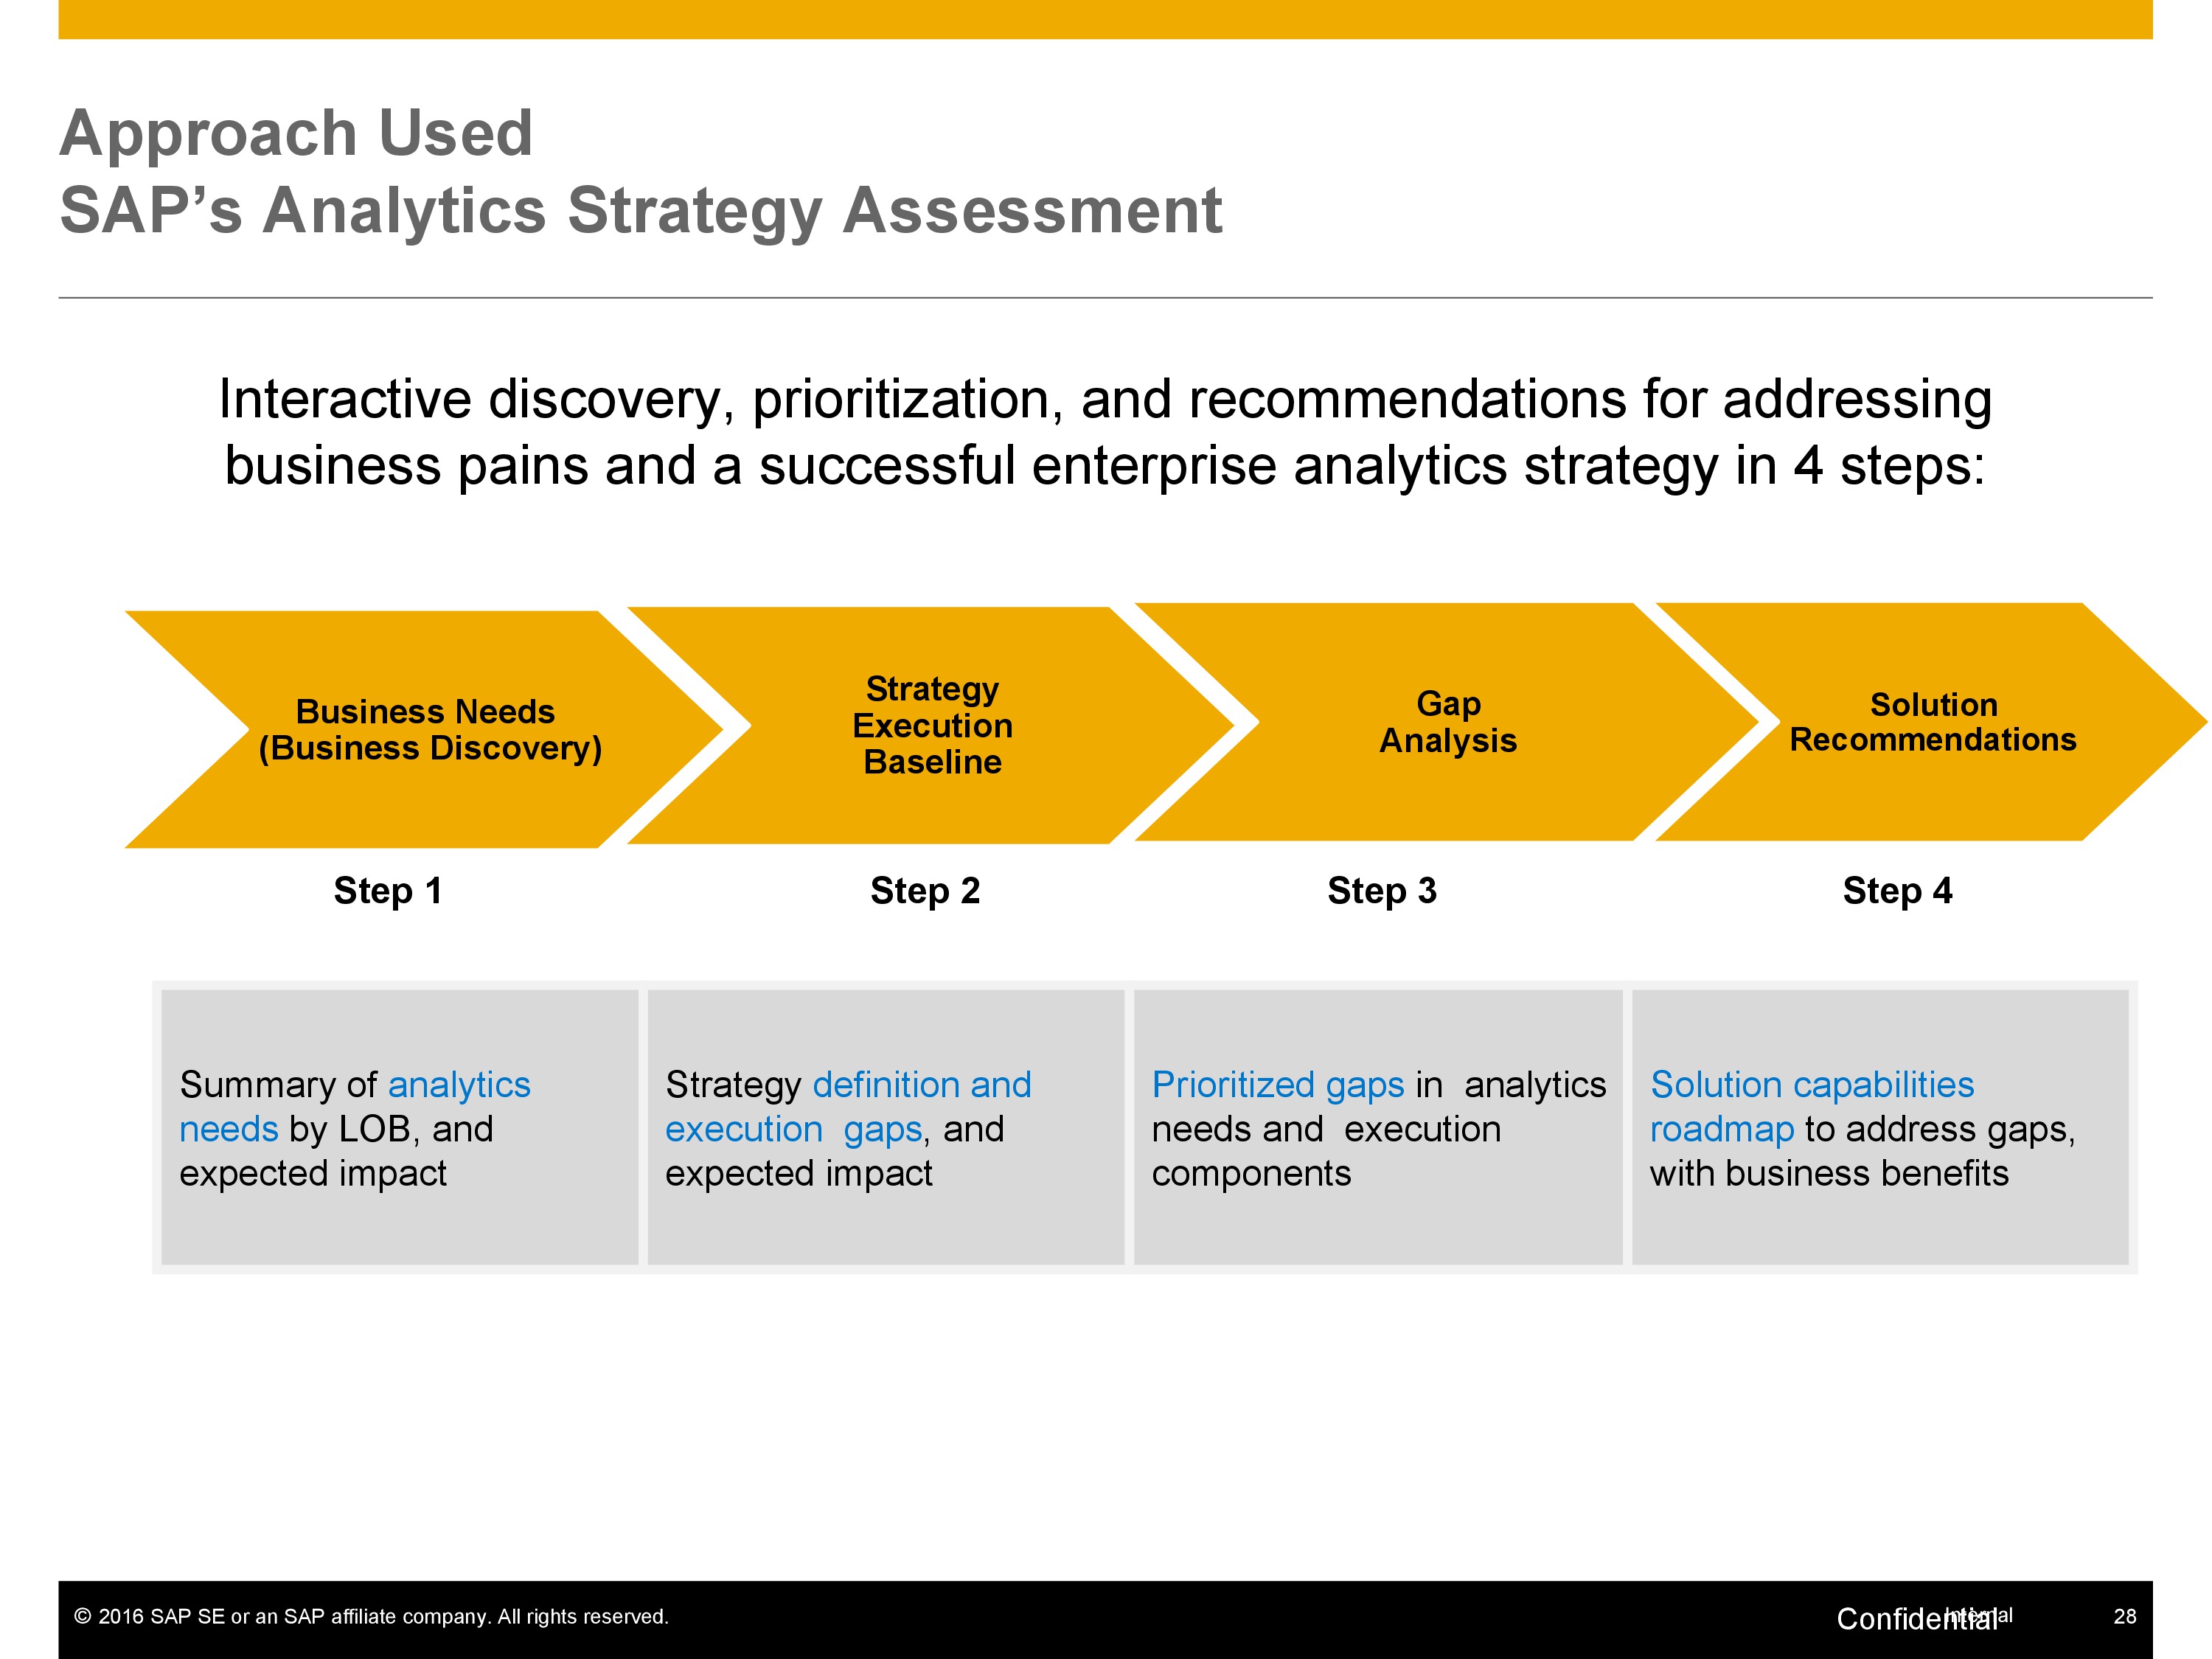 Approach Used
SAP’s Analytics Strategy Assessment
Interactive discovery, prioritization, and recommendations for addressing
business pains and a successful enterprise analytics strategy in 4 steps:
Business Needs
(Business Discovery)
Strategy
Execution
Baseline
Gap
Analysis
Solution
Recommendations
Step 1
Step 2
Step 3
Step 4
Summary of analytics
needs by LOB, and
expected impact
Strategy definition and
execution  gaps, and
expected impact
Prioritized gaps in  analytics
needs and  execution
components
Solution capabilities
roadmap to address gaps,
with business benefits
© 2016 SAP SE or an SAP affiliate company. All rights reserved.
Confidential
Internal
28